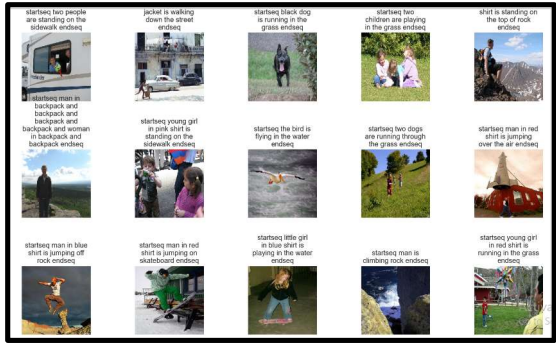 startseq two people
are standing on the
sidewalk endseq
jacket is walking
down the street
endseq
startseq black dog
is running in the
grass endseq
startseq two
children are playing
in the grass endseq
shirt is standing on
the top of rock
endseq
startseq man in
backpack and
backpack and
backpack and
backpack and woman
in backpack and
backpack endseq
startseq young girl
in pink shirt is
standing on the
sidewalk endseq
startseq the bird is
flying in the water
endseq
startseq two dogs
are running through
the grass endseq
startseq man in red
shirt is jumping
over the air endseq
startseq man in blue
shirt is jumping off
rock endseq
startseq man in red
shirt is jumping on
skateboard endseq
startseq little girl
in blue shirt is
playing in the water
endseq
startseq man is
climbing rock endseq
startseq young girl
in red shirt is
running in the grass
endseq